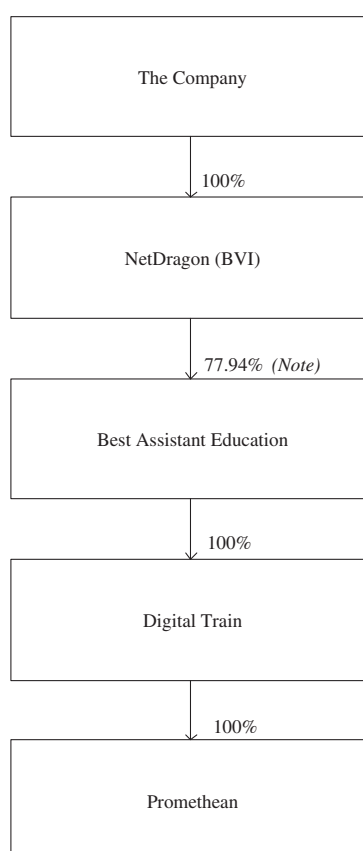 The Company
100%
NetDragon (BVI)
77.94% (Note)
Best Assistant Education
100%
Digital Train
100%
Promethean